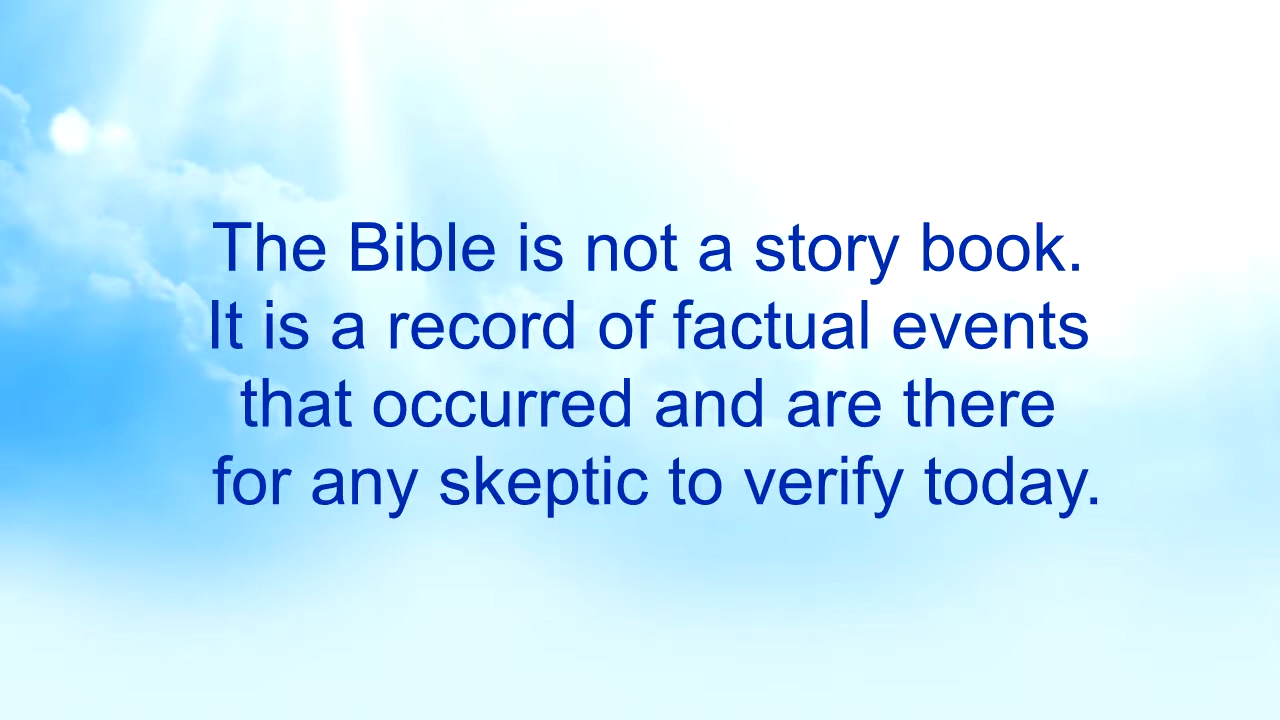 The Bible is not a story book.
It is a record of factual events
that occurred and are there
for any skeptic to verify today.